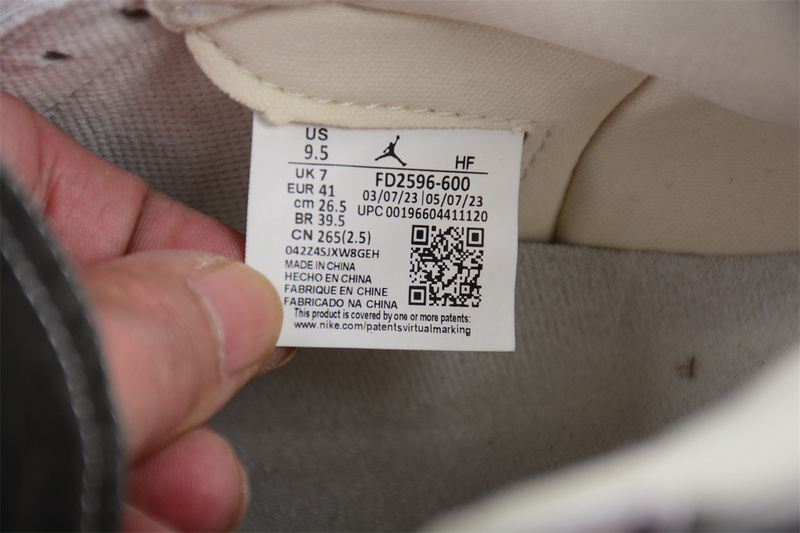 US
9.5
HF
UK 7
FD2596-600
EUR 41
03/07/23 | 05/07/23
cm 26.5
UPC 00196604411120
BR 39.5
CN 265(2.5)
042Z4SJXW8GEH
MADE IN CHINA
HECHO EN CHINA
FABRIQUE EN CHINE
FABRICADO NA CHINA
This product is covered by one or more patents:
www.nike.com/patentsvirtualmarking